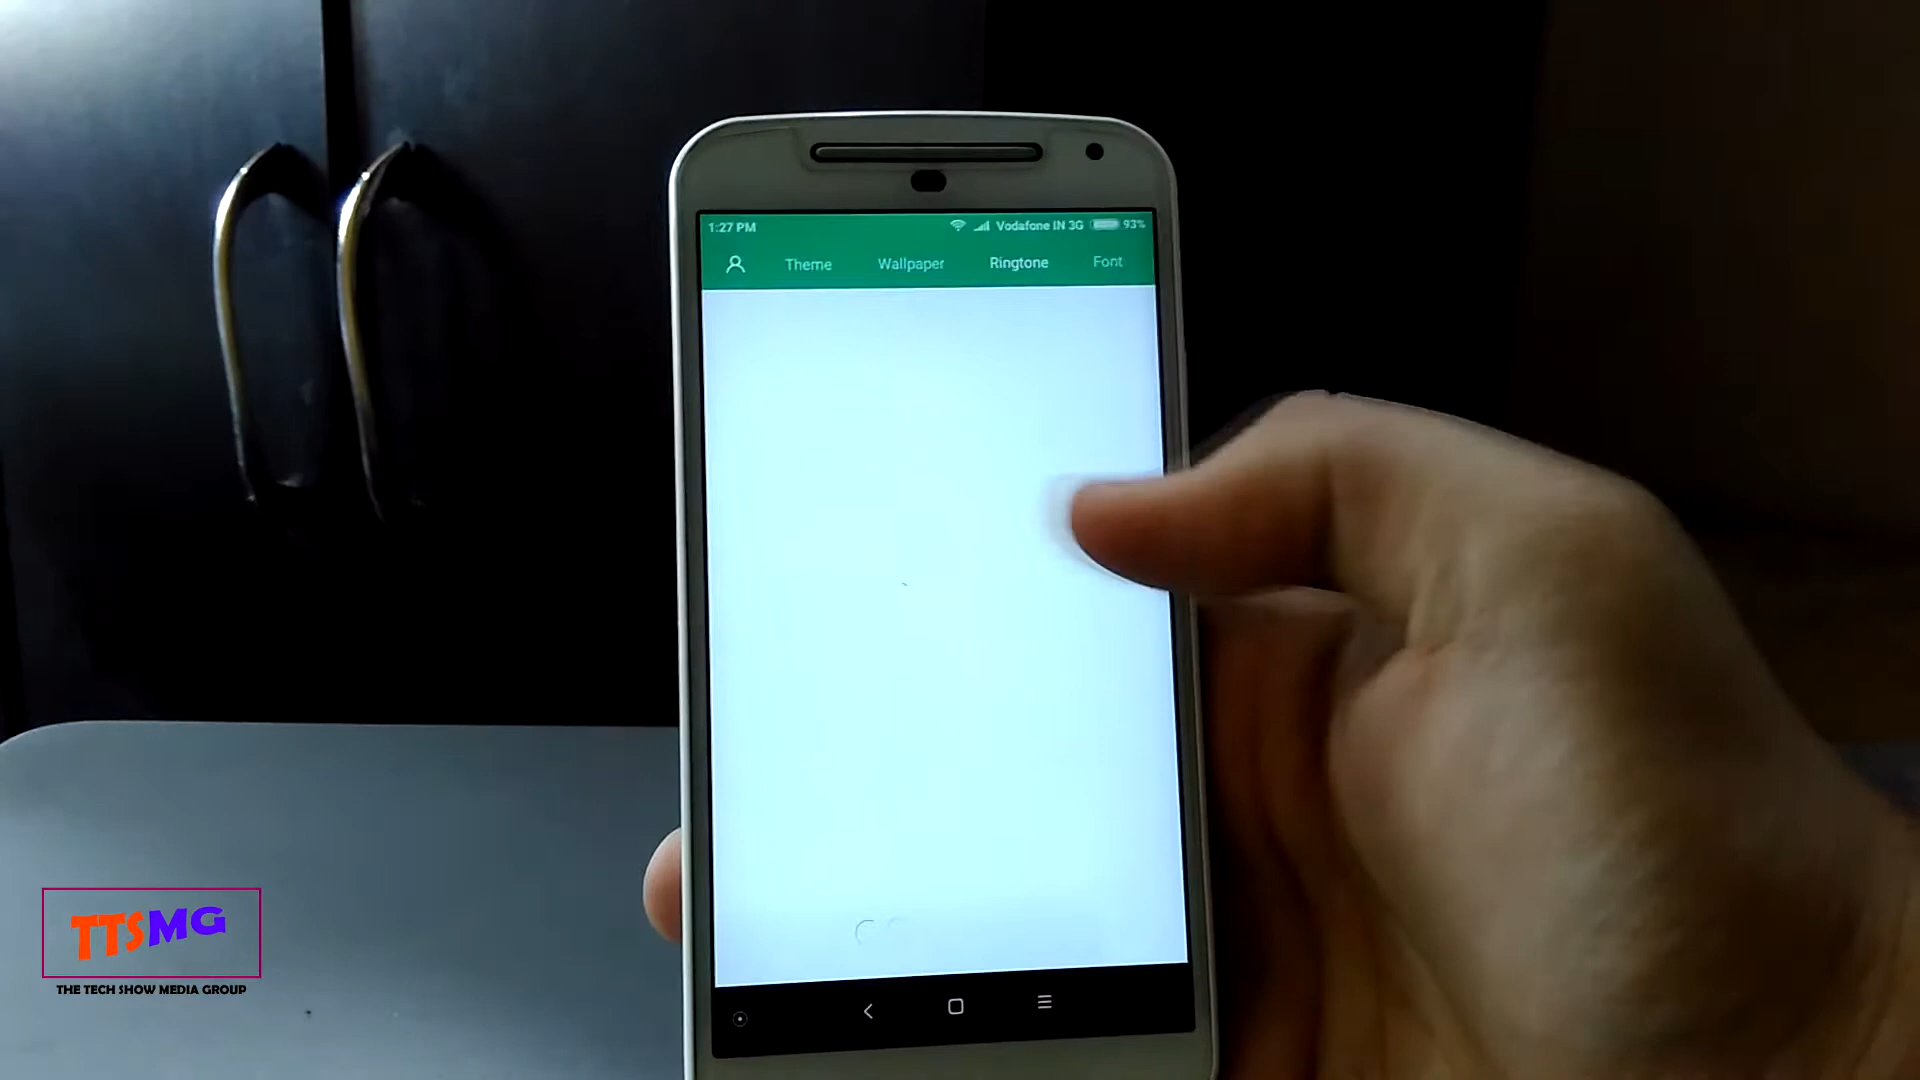 1:27 PM Vodafone IN 3G 93%
Theme Wallpaper Ringtone Font
TTSMG
THE TECH SHOW MEDIA GROUP